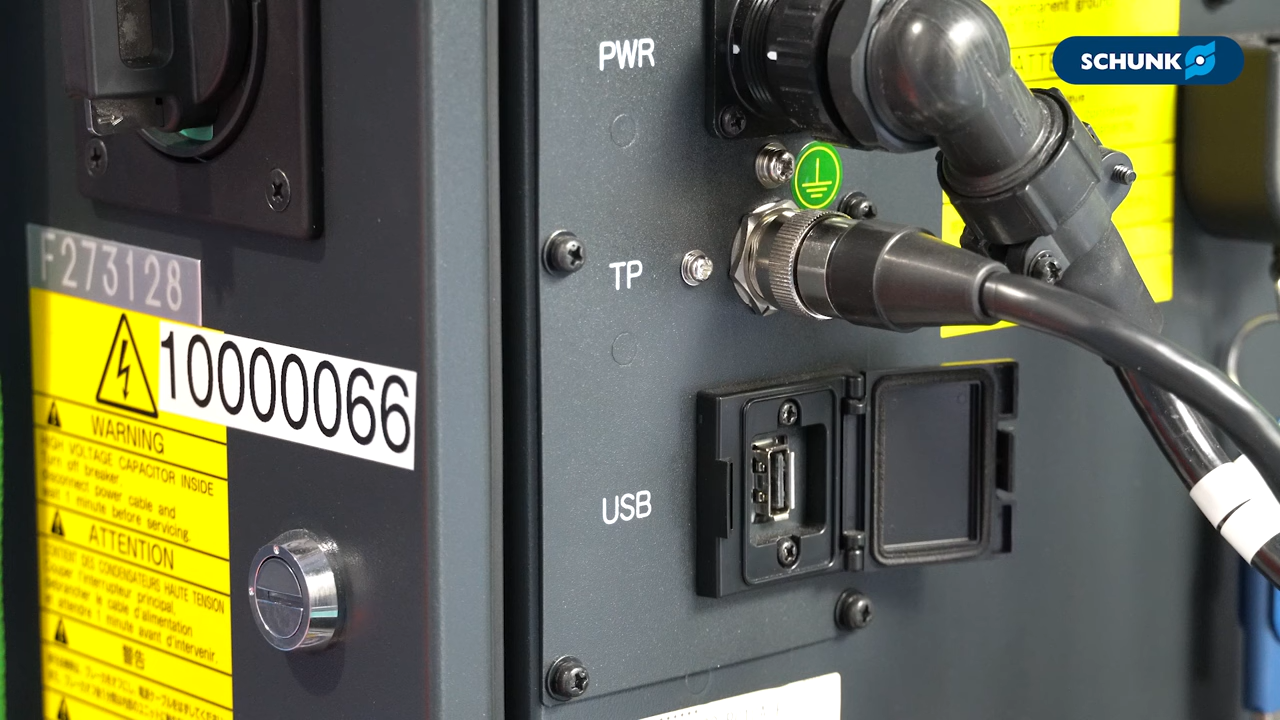 PWR
SCHUNK
F273128
TP
10000066
WARNING
HIGH VOLTAGE CAPACITOR INSIDE
Turn off breaker.
Disconnect power cable and
wait 1 minute before servicing.
USB
ATTENTION
CONTIENT DES CONDENSATEURS HAUTE TENSION
Couper l'interrupteur principal.
Débrancher le câble d'alimentation
et attendre 1 minute avant d'intervenir.
警告